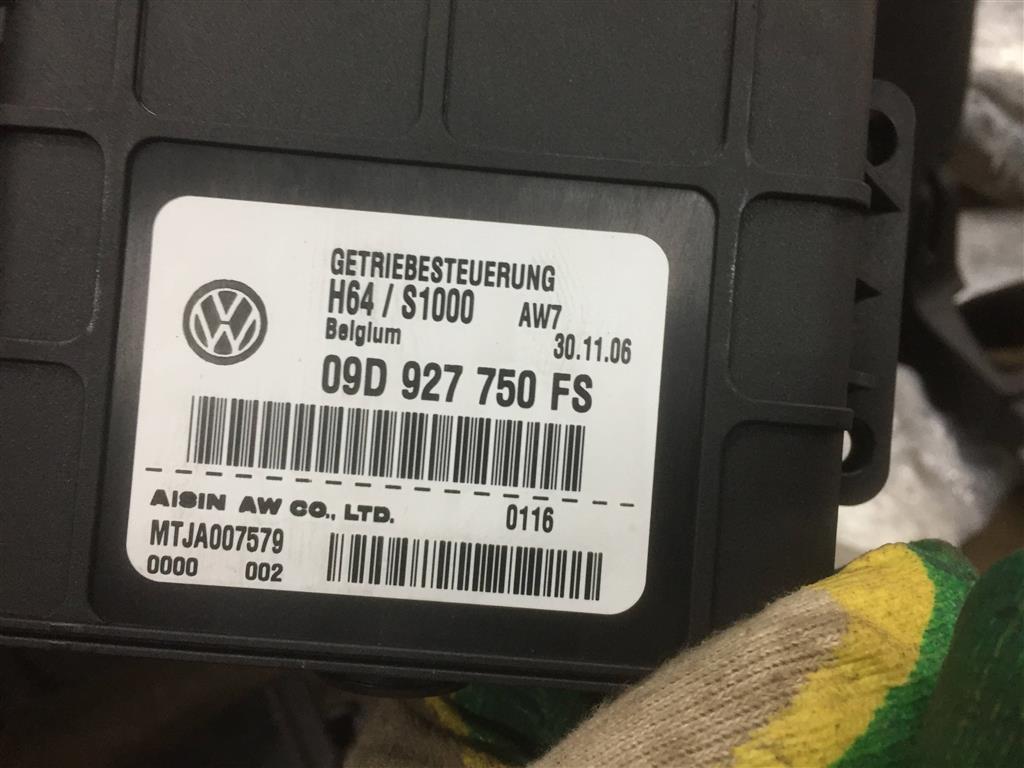 GETRIEBESTEUERUNG
H64 / S1000 AW7
Belgium 30.11.06
09D 927 750 FS
AISIN AW CO., LTD. 0116
MTJA007579
0000 002